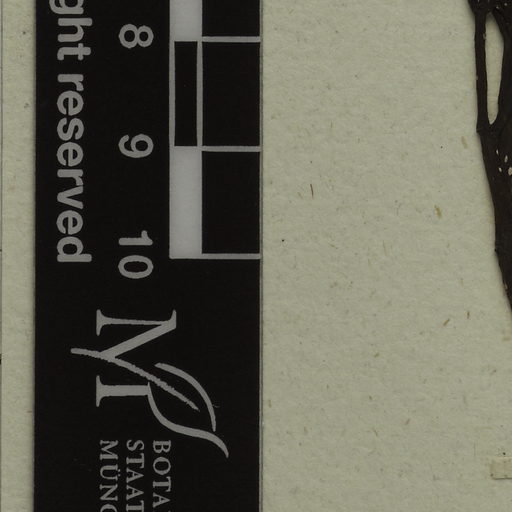 ght reserved
8
9
10
M
BOTA
STAAT
MÜNC